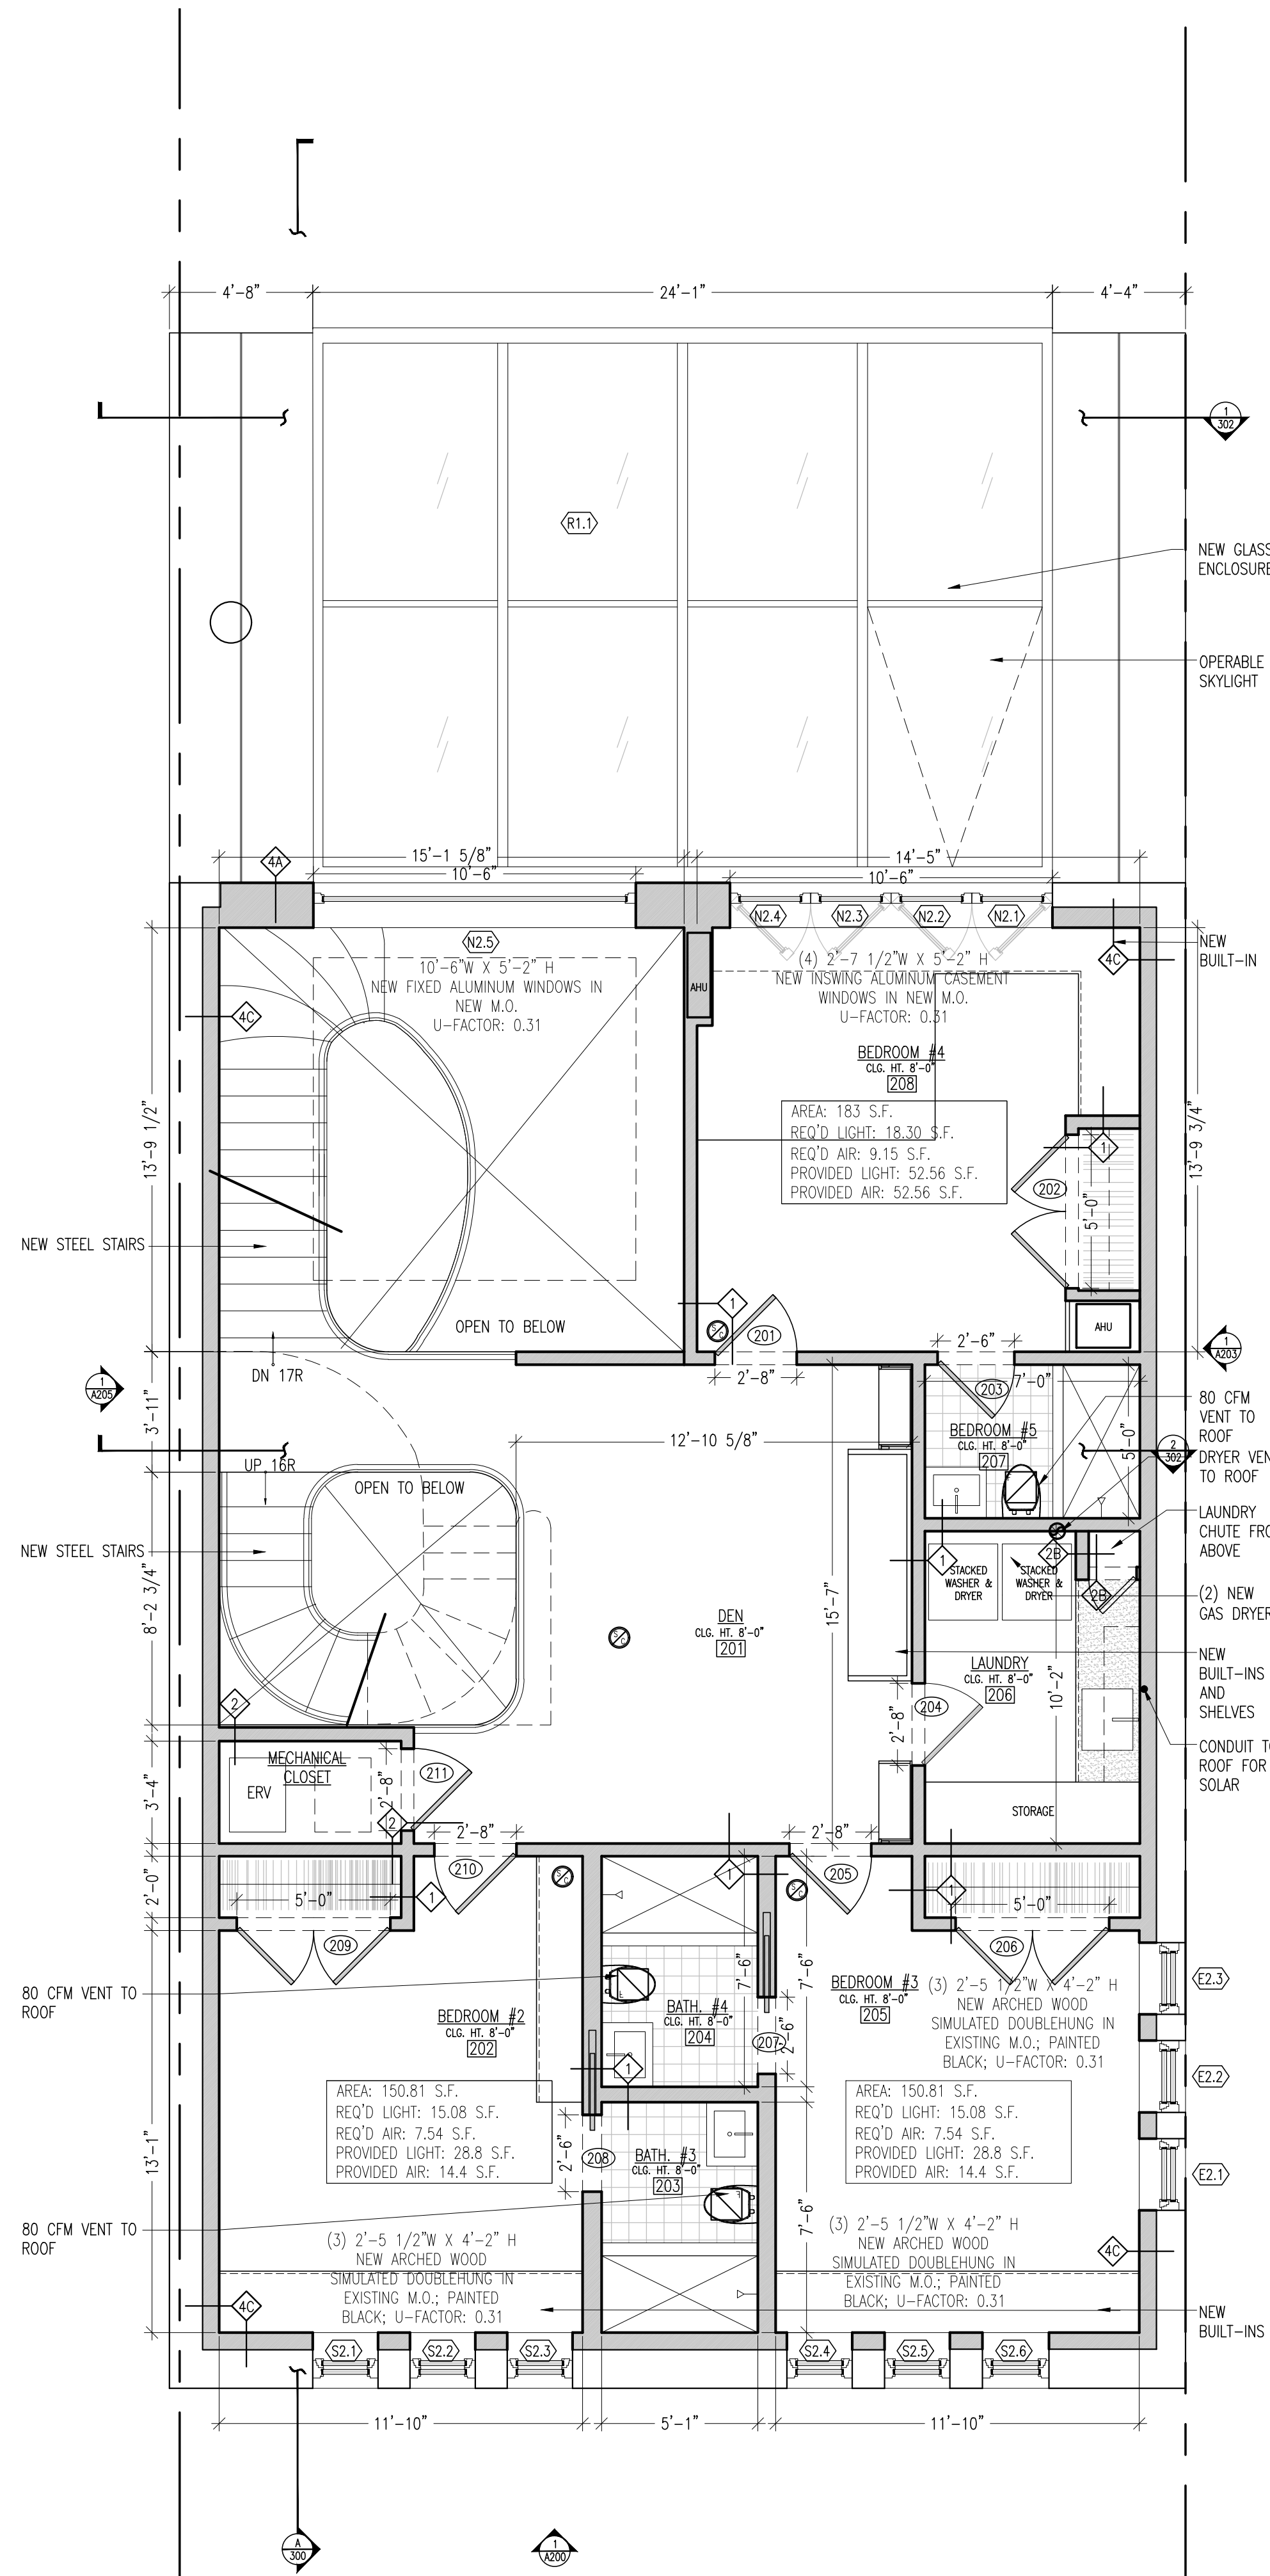 4'-8"
24'-1"
4'-4"
1
302
R1.1
NEW GLASS
ENCLOSURE
OPERABLE
SKYLIGHT
15'-1 5/8"
14'-5"
4A
10'-6"
10'-6"
N2.4
N2.3
N2.2
N2.1
N2.5
10'-6"W X 5'-2" H
NEW FIXED ALUMINUM WINDOWS IN
NEW M.O.
U-FACTOR: 0.31
AHU
(4) 2'-7 1/2"W X 5'-2" H
NEW INSWING ALUMINUM CASEMENT
WINDOWS IN NEW M.O.
U-FACTOR: 0.31
NEW
BUILT-IN
4C
4C
BEDROOM #4
CLG. HT. 8'-0"
208
AREA: 183 S.F.
REQ'D LIGHT: 18.30 S.F.
REQ'D AIR: 9.15 S.F.
PROVIDED LIGHT: 52.56 S.F.
PROVIDED AIR: 52.56 S.F.
13'-9 1/2"
13'-9 3/4"
1
202
5'-0"
NEW STEEL STAIRS
OPEN TO BELOW
1
S/C
201
AHU
1
A203
DN 17R
2'-8"
2'-6"
1
A205
203
7'-0"
3'-11"
12'-10 5/8"
BEDROOM #5
CLG. HT. 8'-0"
207
5'-0"
80 CFM
VENT TO
ROOF
2
302
DRYER VEN
TO ROOF
UP 16R
OPEN TO BELOW
LAUNDRY
CHUTE FRO
ABOVE
NEW STEEL STAIRS
1
2B
STACKED
WASHER &
DRYER
STACKED
WASHER &
DRYER
2B
(2) NEW
GAS DRYER
8'-2 3/4"
15'-7"
DEN
CLG. HT. 8'-0"
201
S/C
NEW
BUILT-INS
AND
SHELVES
LAUNDRY
CLG. HT. 8'-0"
206
10'-2"
2
204
2'-8"
CONDUIT TO
ROOF FOR
SOLAR
MECHANICAL
CLOSET
ERV
211
2'-8"
3'-4"
STORAGE
2
2'-8"
2'-8"
210
S/C
1
205
S/C
2'-0"
5'-0"
1
1
5'-0"
209
206
7'-6"
7'-6"
E2.3
80 CFM VENT TO
ROOF
BEDROOM #2
CLG. HT. 8'-0"
202
BATH. #4
CLG. HT. 8'-0"
204
207
2'-6"
BEDROOM #3
CLG. HT. 8'-0"
205
(3) 2'-5 1/2"W X 4'-2" H
NEW ARCHED WOOD
SIMULATED DOUBLEHUNG IN
EXISTING M.O.; PAINTED
BLACK; U-FACTOR: 0.31
E2.2
1
AREA: 150.81 S.F.
REQ'D LIGHT: 15.08 S.F.
REQ'D AIR: 7.54 S.F.
PROVIDED LIGHT: 28.8 S.F.
PROVIDED AIR: 14.4 S.F.
AREA: 150.81 S.F.
REQ'D LIGHT: 15.08 S.F.
REQ'D AIR: 7.54 S.F.
PROVIDED LIGHT: 28.8 S.F.
PROVIDED AIR: 14.4 S.F.
13'-1"
2'-6"
208
BATH. #3
CLG. HT. 8'-0"
203
E2.1
7'-6"
80 CFM VENT TO
ROOF
(3) 2'-5 1/2"W X 4'-2" H
NEW ARCHED WOOD
SIMULATED DOUBLEHUNG IN
EXISTING M.O.; PAINTED
BLACK; U-FACTOR: 0.31
(3) 2'-5 1/2"W X 4'-2" H
NEW ARCHED WOOD
SIMULATED DOUBLEHUNG IN
EXISTING M.O.; PAINTED
BLACK; U-FACTOR: 0.31
4C
4C
NEW
BUILT-INS
S2.1
S2.2
S2.3
S2.4
S2.5
S2.6
11'-10"
5'-1"
11'-10"
A
300
1
A200